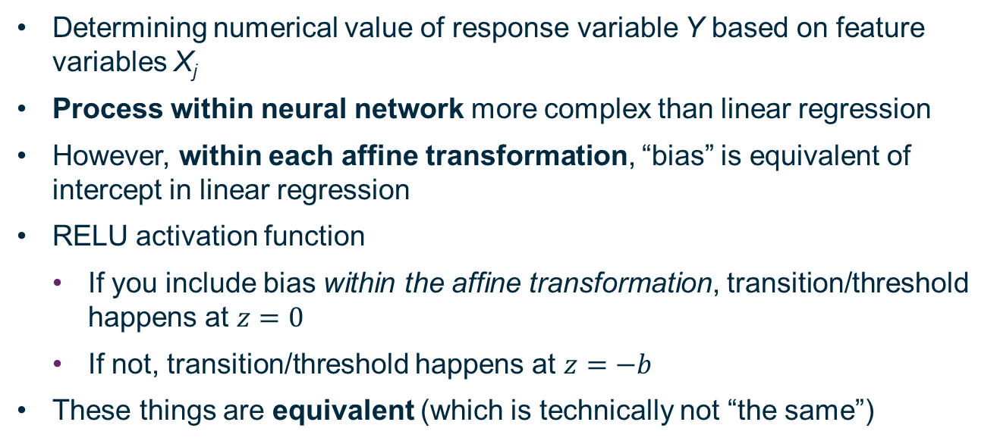 • Determining numerical value of response variable Y based on feature
variables Xj
• Process within neural network more complex than linear regression
• However, within each affine transformation, “bias” is equivalent of
intercept in linear regression
• RELU activation function
• If you include bias within the affine transformation, transition/threshold
happens at z = 0
• If not, transition/threshold happens at z = −b
• These things are equivalent (which is technically not “the same”)